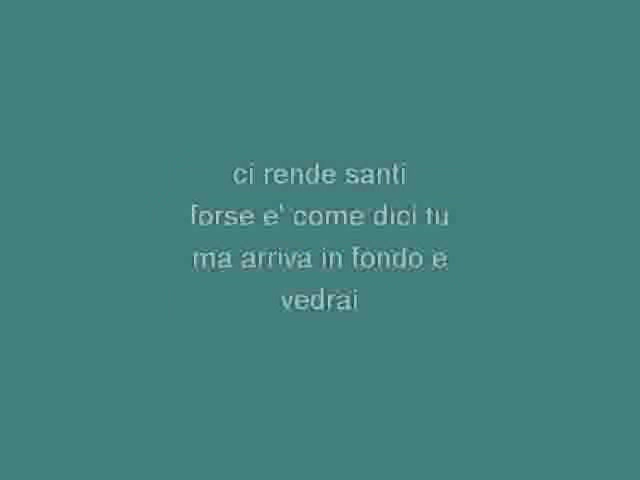 ci rende santi
forse e' come dici tu
ma arriva in fondo e
vedrai